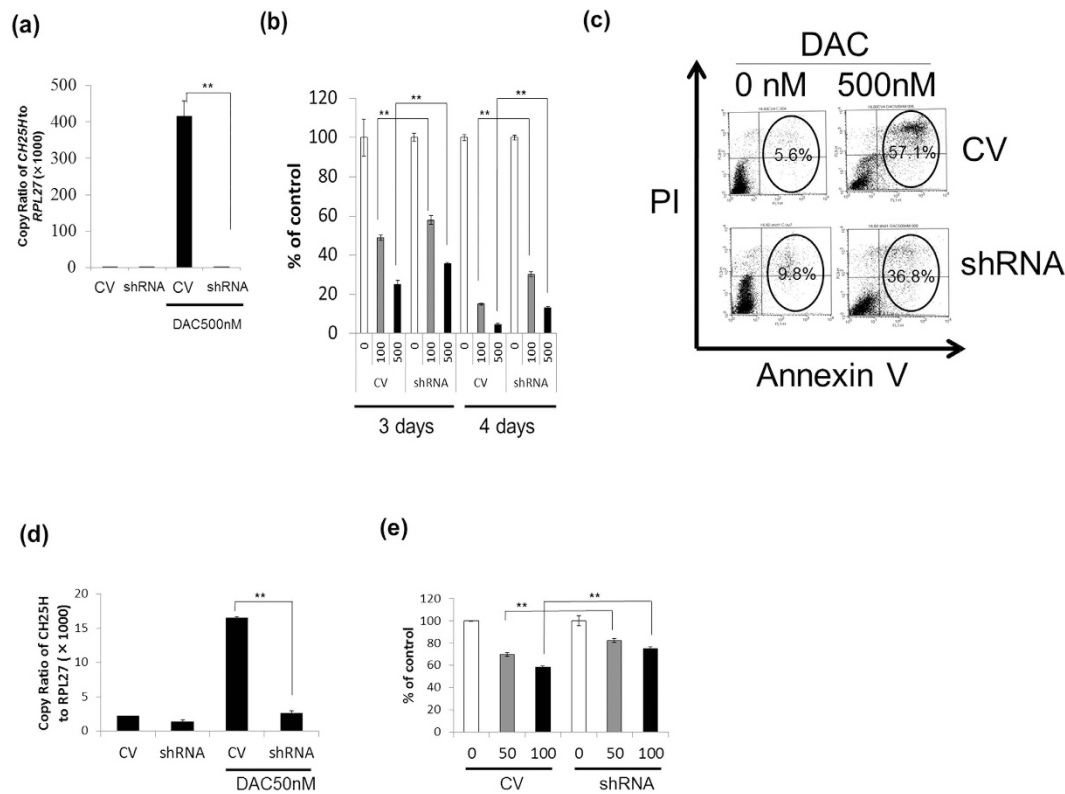 (a)
Copy Ratio of CH25H to
RPL27 (× 1000)
500
400
300
200
100
0
**
CV shRNA CV shRNA
DAC500nM
(b)
% of control
120
100
80
60
40
20
0
** ** ** **
0 100 500 0 100 500 0 100 500 0 100 500
CV shRNA CV shRNA
3 days 4 days
(c)
DAC
0 nM 500nM
PI
5.6% 57.1% CV
9.8% 36.8% shRNA
Annexin V
(d)
Copy Ratio of CH25H
to RPL27 (× 1000)
20
15
10
5
0
**
CV shRNA CV shRNA
DAC50nM
(e)
% of control
120
100
80
60
40
20
0
** **
0 50 100 0 50 100
CV shRNA